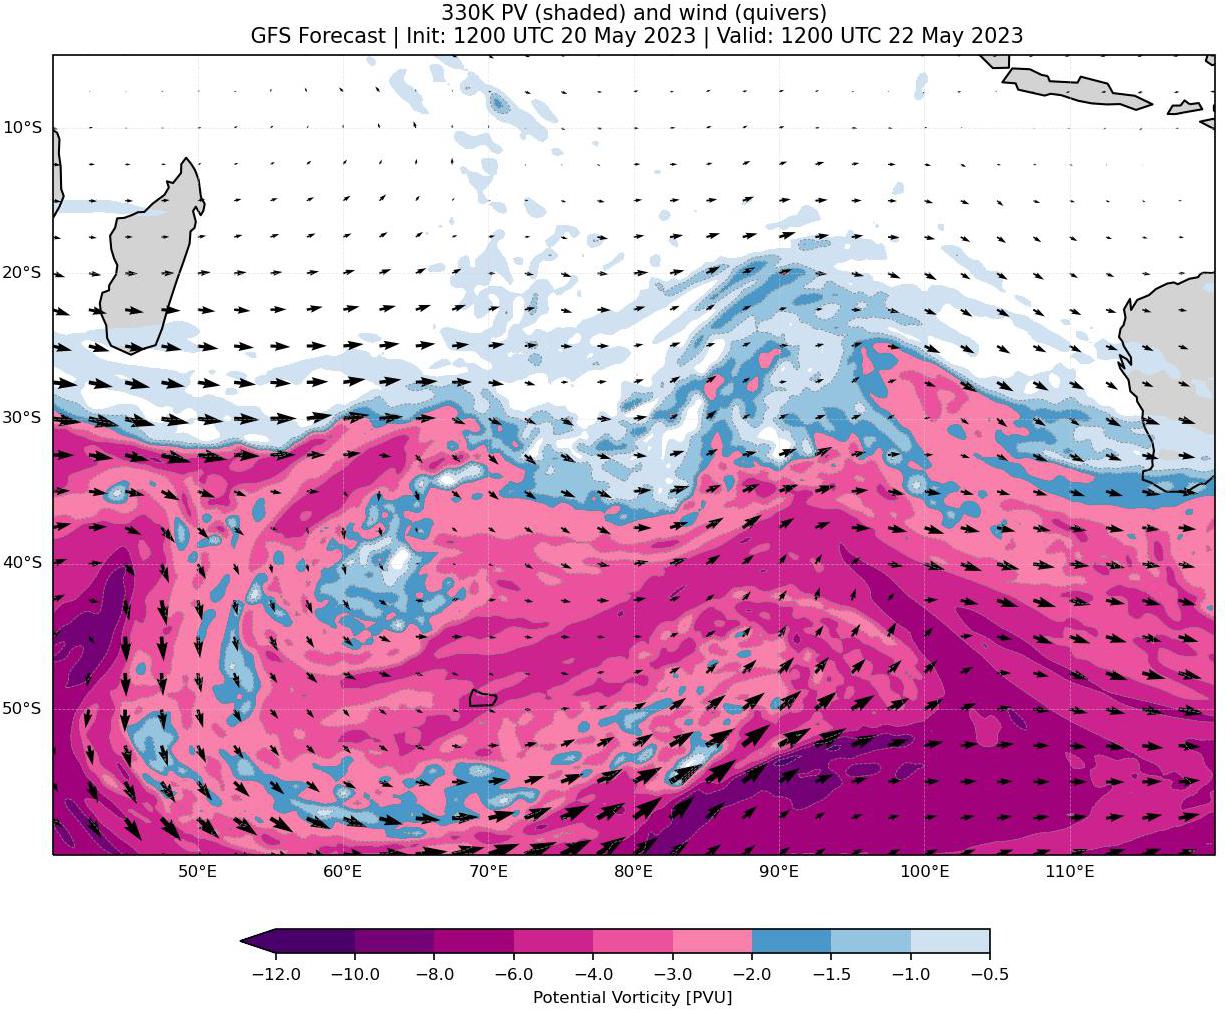 330K PV (shaded) and wind (quivers)
GFS Forecast | Init: 1200 UTC 20 May 2023 | Valid: 1200 UTC 22 May 2023
10°S
20°S
30°S
40°S
50°S
50°E 60°E 70°E 80°E 90°E 100°E 110°E
−12.0 −10.0 −8.0 −6.0 −4.0 −3.0 −2.0 −1.5 −1.0 −0.5
Potential Vorticity [PVU]